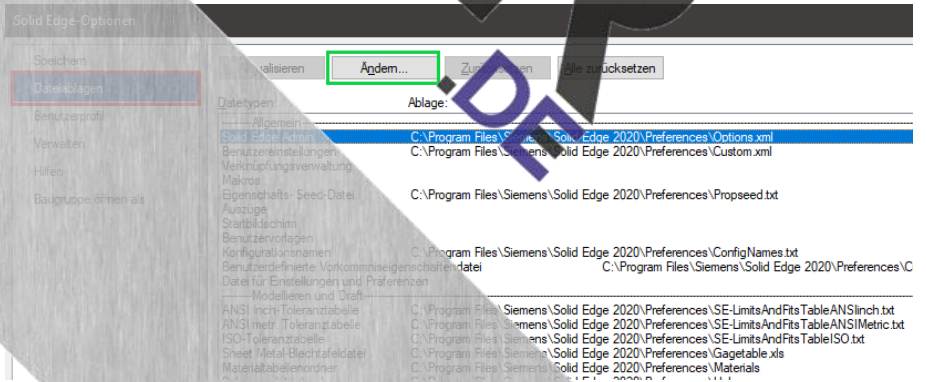 Solid Edge-Optionen
Speichern
Dateiablagen
Benutzerprofil
Verwalten
Hilfen
Baugruppe öffnen als
Ändern...
Alle zurücksetzen
Dateitypen: Ablage:
Allgemein
Solid Edge Admin C:\Program Files\Siemens\Solid Edge 2020\Preferences\Options.xml
Benutzereinstellungen C:\Program Files\Siemens\Solid Edge 2020\Preferences\Custom.xml
Verknüpfungsverwaltung
Makros
Eigenschafts- Seed-Datei C:\Program Files\Siemens\Solid Edge 2020\Preferences\Propseed.txt
Auszüge
Startbildschirm
Benutzervorlagen
Konfigurationsnamen C:\Program Files\Siemens\Solid Edge 2020\Preferences\ConfigNames.txt
Benutzerdefinierte Vorkommniseigenschaftendatei C:\Program Files\Siemens\Solid Edge 2020\Preferences\C
Datei für Einstellungen und Präferenzen
Modellieren und Draft
ANSI Inch-Toleranztabelle C:\Program Files\Siemens\Solid Edge 2020\Preferences\SE-LimitsAndFitsTableANSIinch.txt
ANSI metr. Toleranztabelle C:\Program Files\Siemens\Solid Edge 2020\Preferences\SE-LimitsAndFitsTableANSIMetric.txt
ISO-Toleranztabelle C:\Program Files\Siemens\Solid Edge 2020\Preferences\SE-LimitsAndFitsTableISO.txt
Sheet Metal-Blechtafeldatei C:\Program Files\Siemens\Solid Edge 2020\Preferences\Gagetable.xls
Materialtabellenordner C:\Program Files\Siemens\Solid Edge 2020\Preferences\Materials
.DE